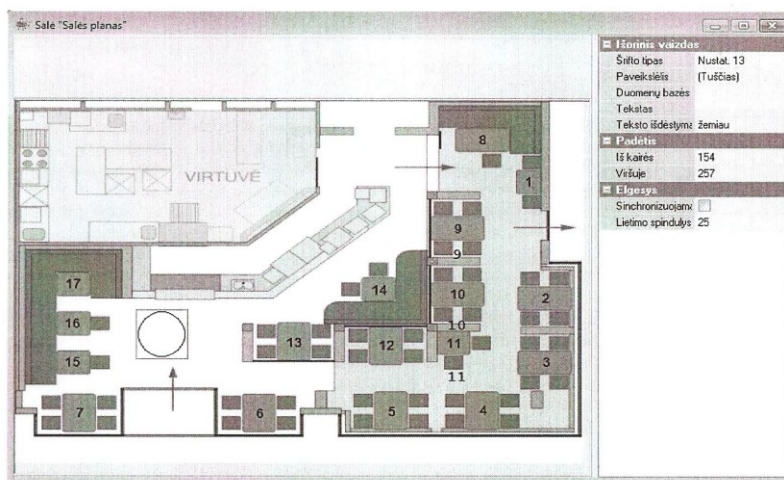 Salė "Salės planas"
Išorinis vaizdas
Šrifto tipas Nustat. 13
Paveikslėlis (Tuščias)
Duomenų bazės
Tekstas
Teksto išdėstyma žemiau
Padėtis
Iš kairės 154
Viršuje 257
Elgesys
Sinchronizuojama
Lietimo spindulys 25
VIRTUVĖ
8
1
9
9
17
14
10
2
16
10
13
12
11
3
15
11
7
6
5
4